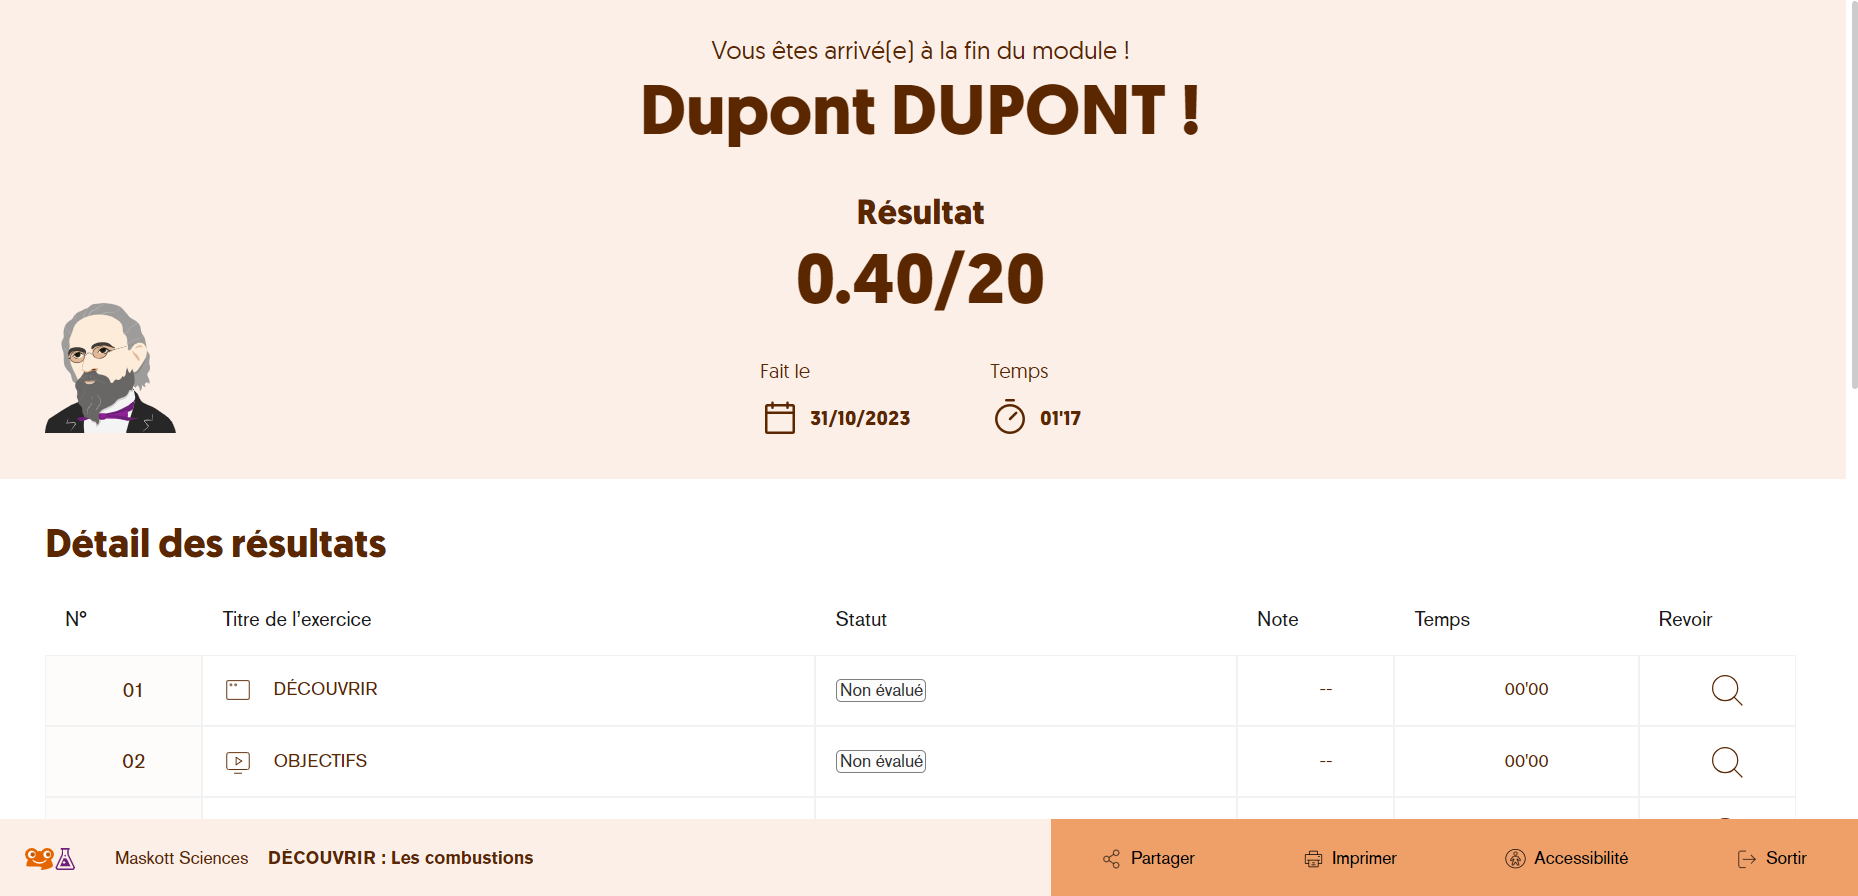 Vous êtes arrivé(e) à la fin du module !
Dupont DUPONT !
Résultat
0.40/20
Fait le
31/10/2023
Temps
01'17
Détail des résultats
N° Titre de l'exercice Statut Note Temps Revoir
01 DÉCOUVRIR Non évalué -- 00'00
02 OBJECTIFS Non évalué -- 00'00
Maskott Sciences DÉCOUVRIR : Les combustions Partager Imprimer Accessibilité Sortir